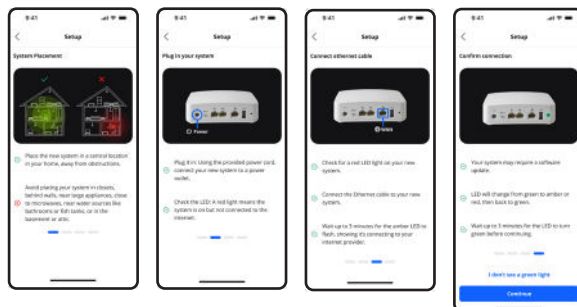 9:41
Setup
System Placement
Place the new system in a central location
in your home, away from obstructions.
Avoid placing your system in closets,
behind walls, near large appliances, close
to microwaves, near water sources like
bathrooms or fish tanks, or in the
basement or attic.
9:41
Setup
Plug in your system
Power
Plug it in: Using the provided power cord,
connect your new system to a power
outlet.
Check the LED: A red light means the
system is on but not connected to the
internet.
9:41
Setup
Connect ethernet cable
WAN
Check for a red LED light on your new
system.
Connect the Ethernet cable to your new
system.
Wait up to 3 minutes for the amber LED to
flash, showing it's connecting to your
internet provider.
9:41
Setup
Confirm connection
Your system may require a software
update.
LED will change from green to amber or
red, then back to green.
Wait up to 3 minutes for the LED to turn
green before continuing.
I don't see a green light
Continue